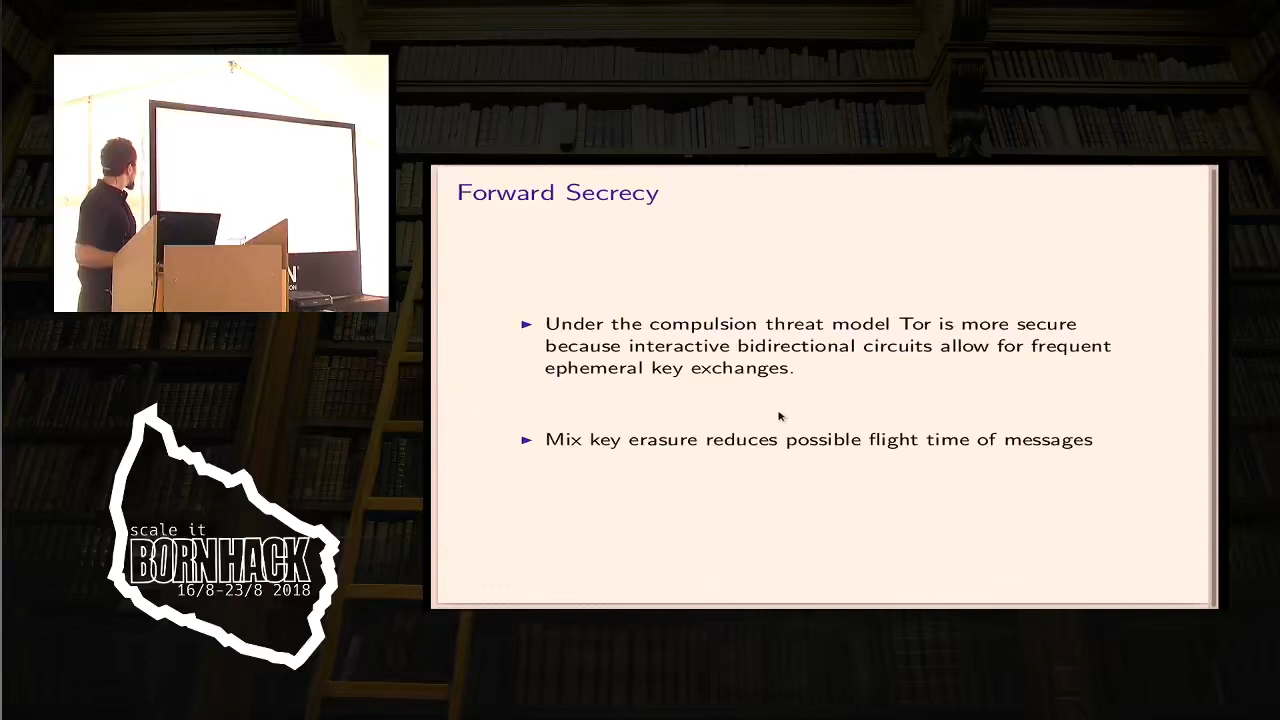 Forward Secrecy
► Under the compulsion threat model Tor is more secure
because interactive bidirectional circuits allow for frequent
ephemeral key exchanges.
► Mix key erasure reduces possible flight time of messages
scale it
BORNHACK
16/8-23/8 2018